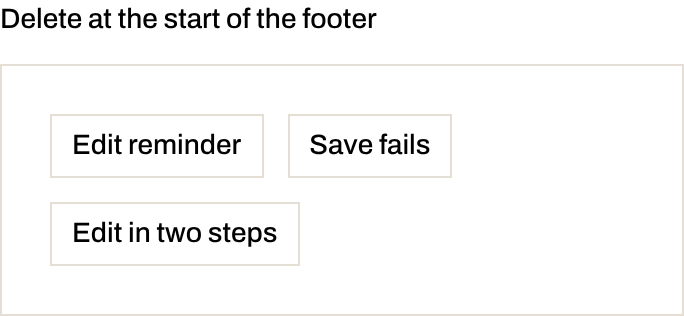 Delete at the start of the footer
Edit reminder
Save fails
Edit in two steps